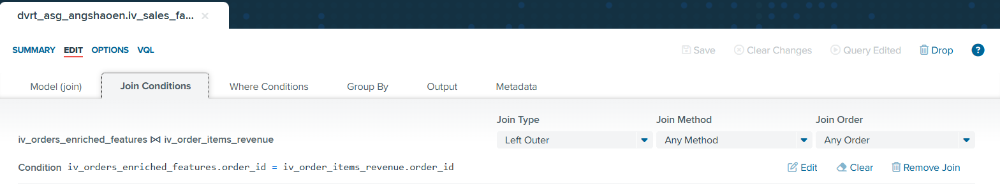 dvrt_asg_angshaoen.iv_sales_fa... ×
SUMMARY EDIT OPTIONS VQL Save Clear Changes Query Edited Drop ?
Model (join) Join Conditions Where Conditions Group By Output Metadata
Join Type Join Method Join Order
iv_orders_enriched_features ⋈ iv_order_items_revenue Left Outer Any Method Any Order
Condition iv_orders_enriched_features.order_id = iv_order_items_revenue.order_id Edit Clear Remove Join